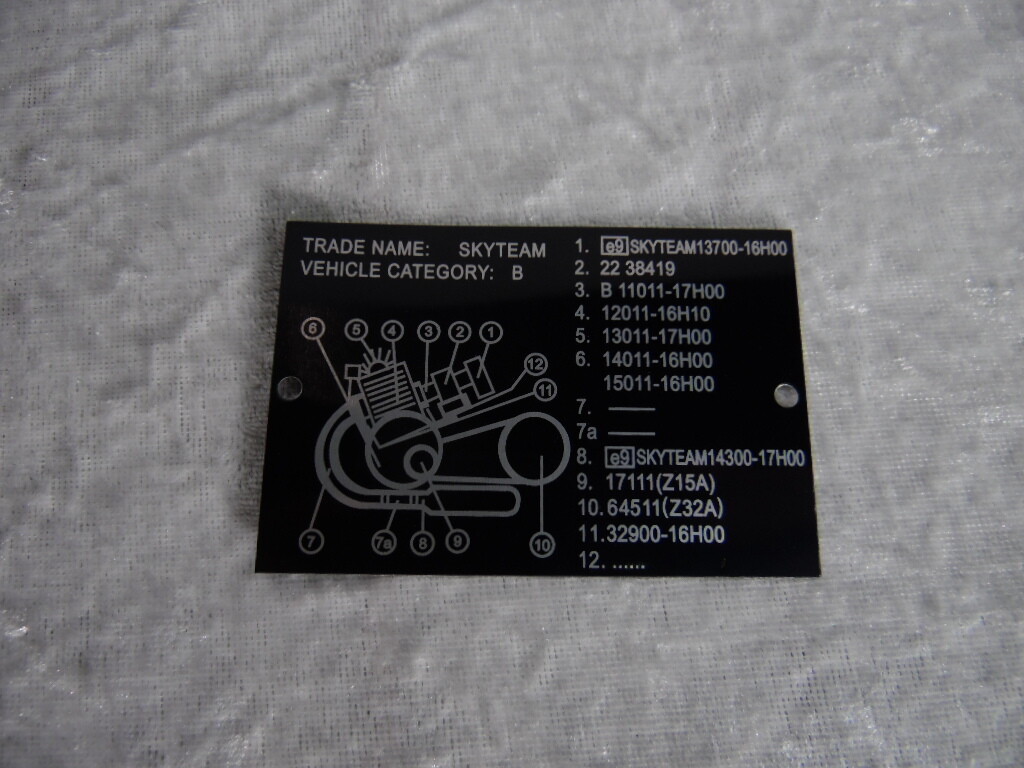 TRADE NAME: SKYTEAM
VEHICLE CATEGORY: B
6 5 4 3 2 1
12
11
7 7a 8 9 10
1. e9 SKYTEAM13700-16H00
2. 22 38419
3. B 11011-17H00
4. 12011-16H10
5. 13011-17H00
6. 14011-16H00
15011-16H00
7. ——
7a ——
8. e9 SKYTEAM14300-17H00
9. 17111(Z15A)
10. 64511(Z32A)
11. 32900-16H00
12. ......